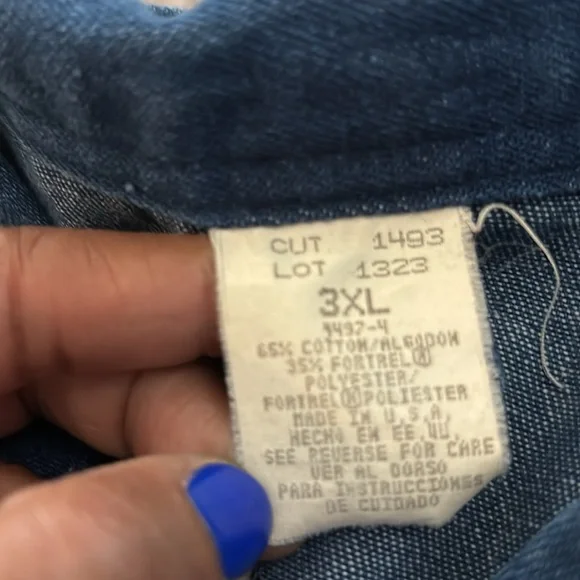 CUT 1493
LOT 1323
3XL
9497-4
65% COTTON/ALGODON
35% FORTREL®
POLYESTER/
FORTREL®POLIESTER
MADE IN U.S.A.
HECHO EN EE.UU.
SEE REVERSE FOR CARE
VER AL DORSO
PARA INSTRUCCIONES
DE CUIDADO